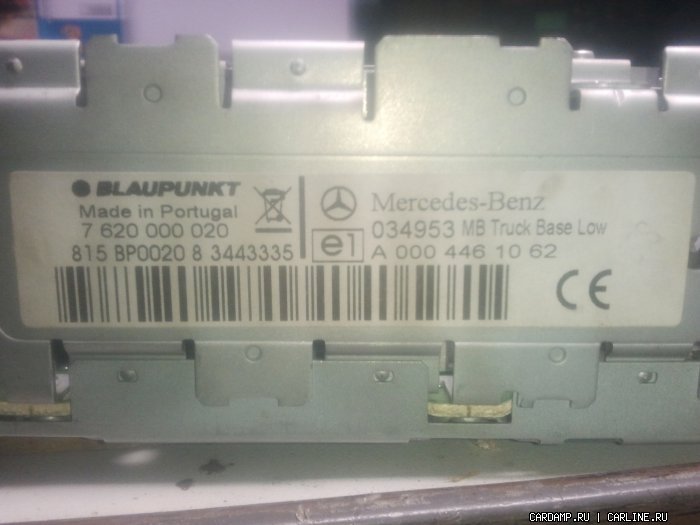 BLAUPUNKT
Made in Portugal
7 620 000 020
815 BP0020 8 3443335
Mercedes-Benz
034953 MB Truck Base Low
e1 A 000 446 10 62
CE
CARDAMP.RU | CARLINE.RU